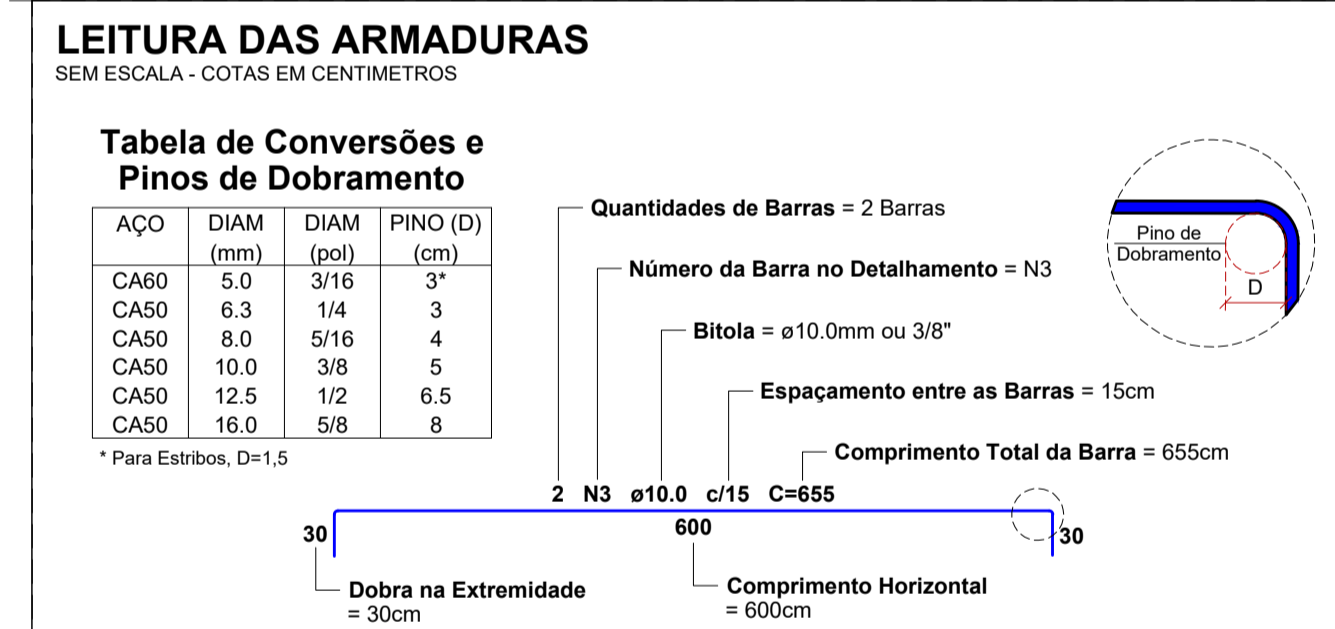 LEITURA DAS ARMADURAS
SEM ESCALA - COTAS EM CENTIMETROS
Tabela de Conversões e
Pinos de Dobramento
AÇO DIAM DIAM PINO (D)
(mm) (pol) (cm)
CA60 5.0 3/16 3*
CA50 6.3 1/4 3
CA50 8.0 5/16 4
CA50 10.0 3/8 5
CA50 12.5 1/2 6.5
CA50 16.0 5/8 8
* Para Estribos, D=1,5
Quantidades de Barras = 2 Barras
Número da Barra no Detalhamento = N3
Bitola = ø10.0mm ou 3/8"
Espaçamento entre as Barras = 15cm
Comprimento Total da Barra = 655cm
Pino de
Dobramento
D
2 N3 ø10.0 c/15 C=655
30
600
30
Dobra na Extremidade
= 30cm
Comprimento Horizontal
= 600cm